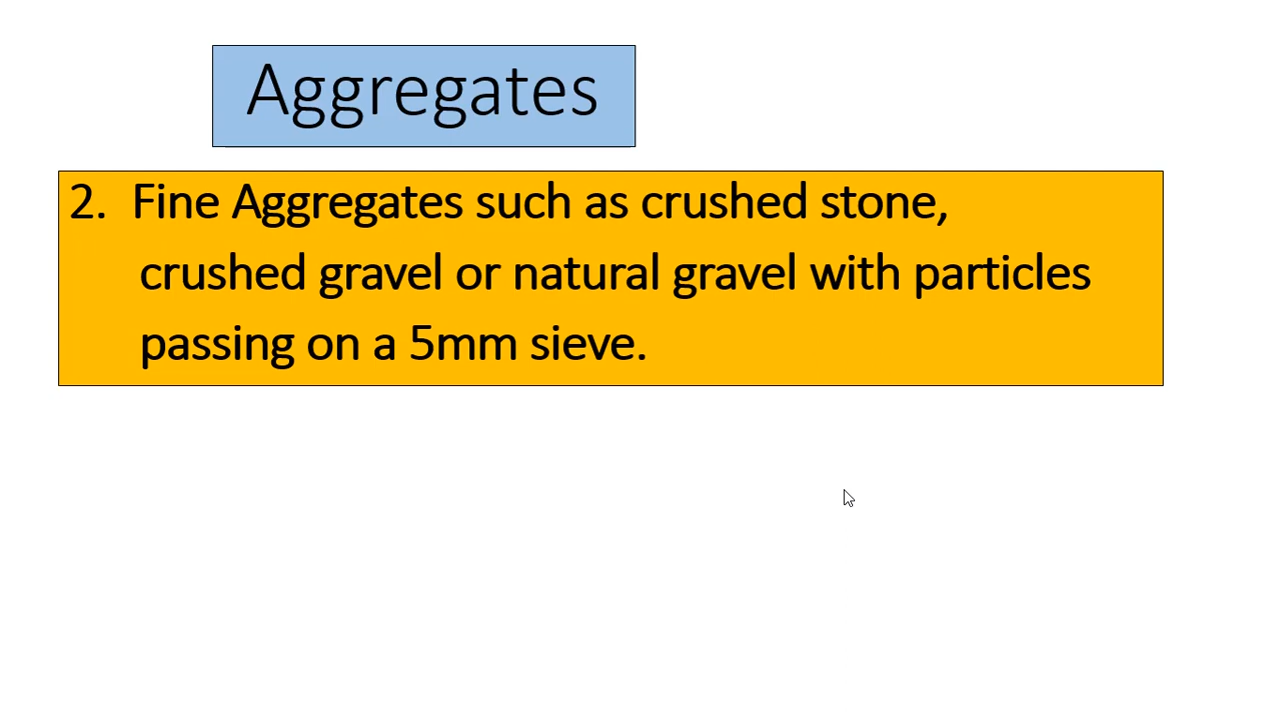 Aggregates
2. Fine Aggregates such as crushed stone,
crushed gravel or natural gravel with particles
passing on a 5mm sieve.